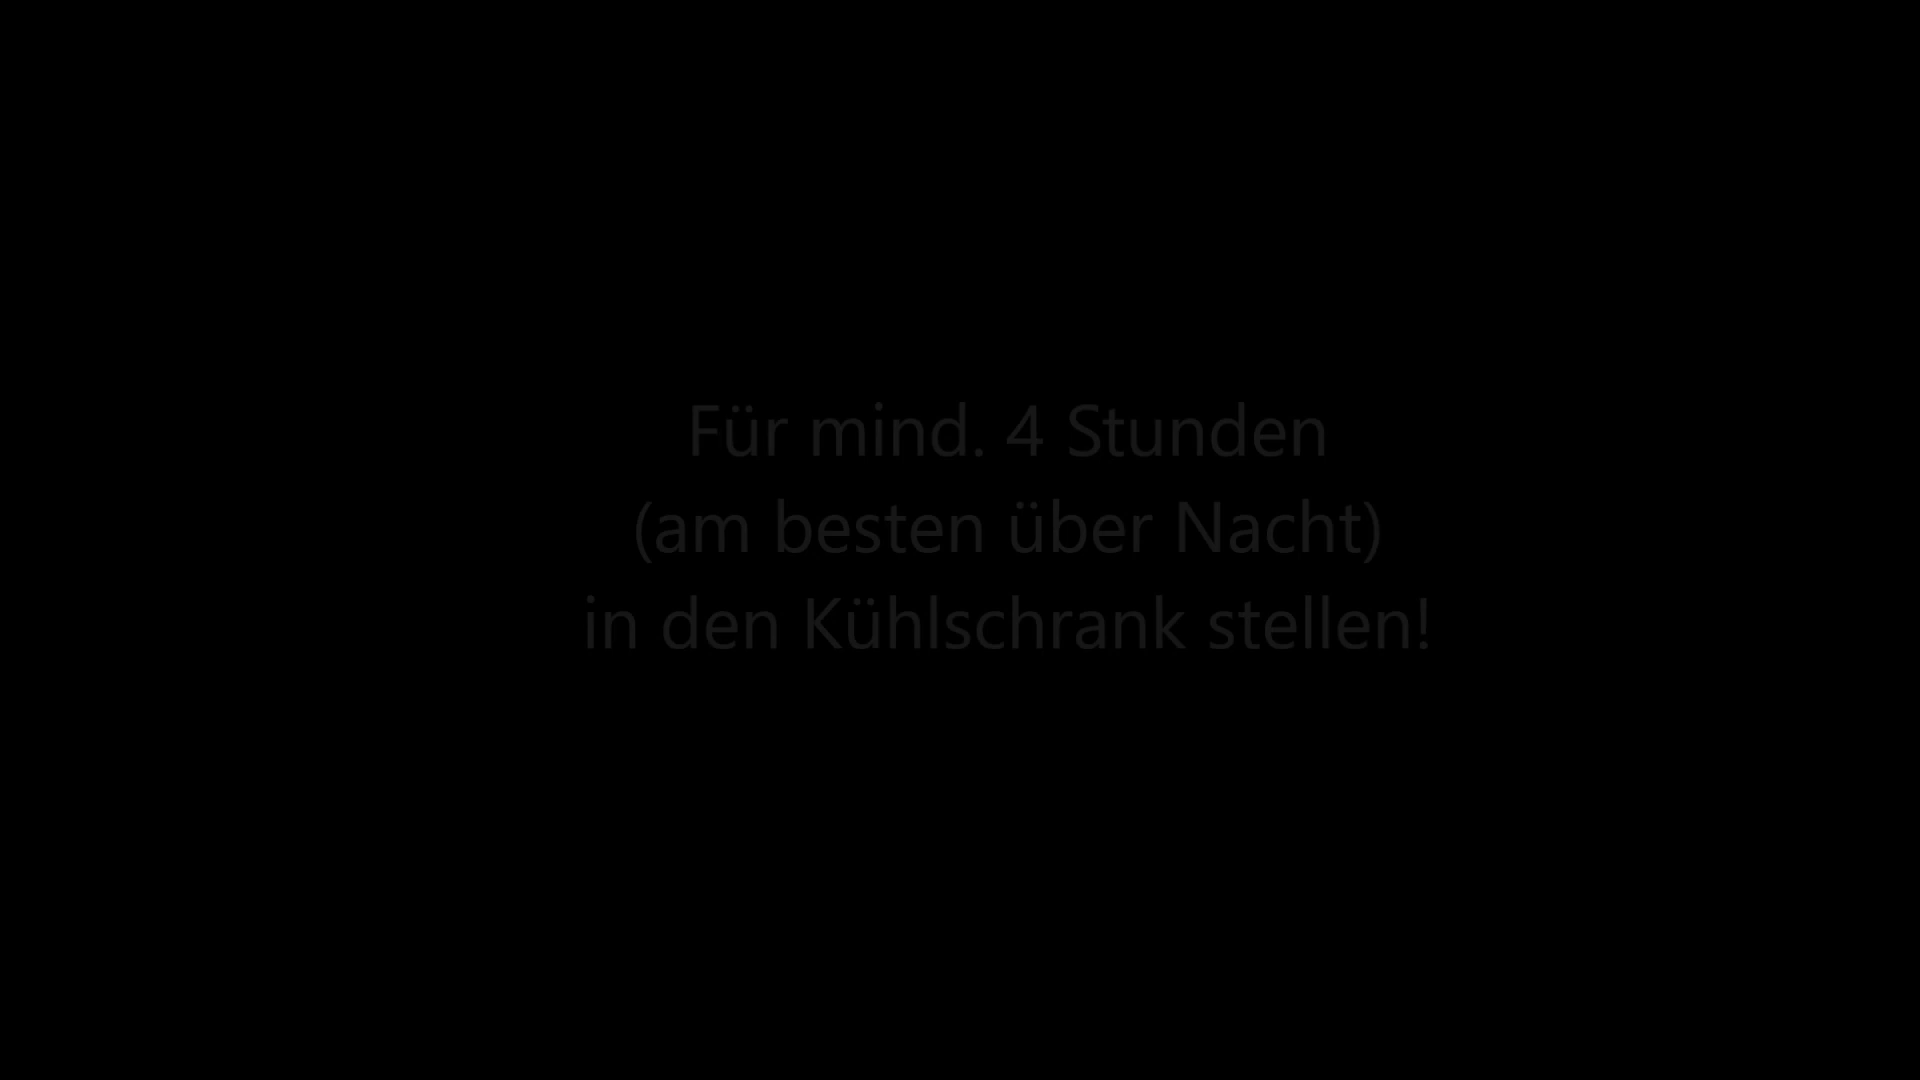 Für mind. 4 Stunden
(am besten über Nacht)
in den Kühlschrank stellen!